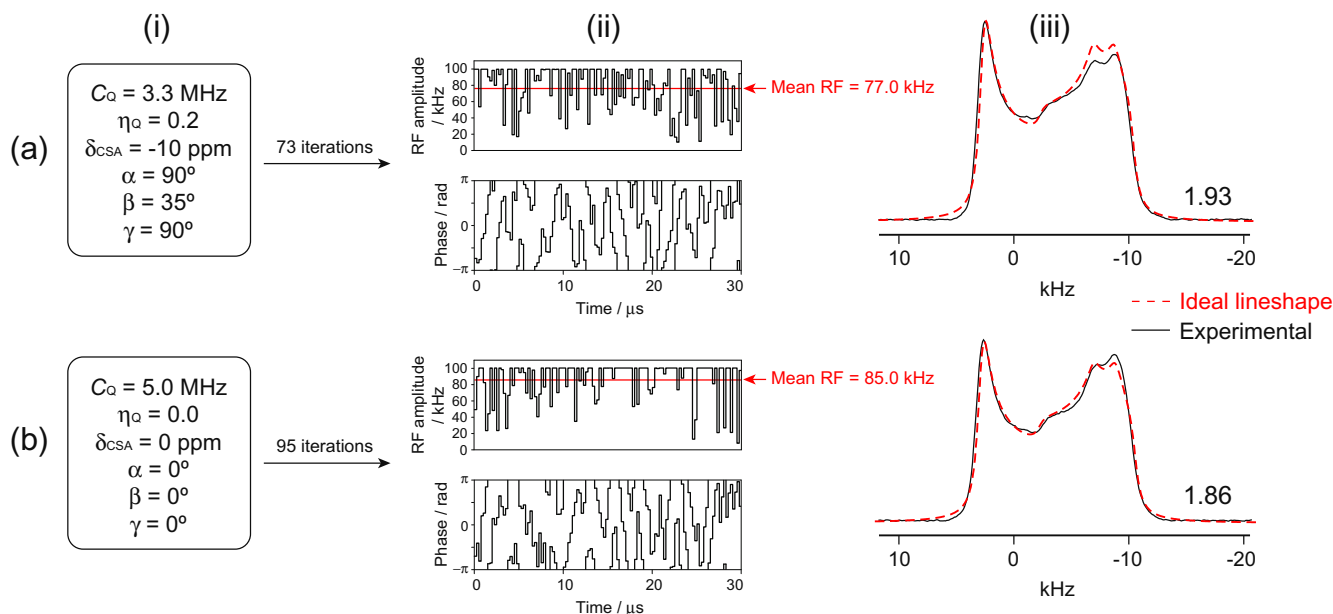 (i)
(ii)
(iii)
(a)
CQ = 3.3 MHz
ηQ = 0.2
δCSA = -10 ppm
α = 90º
β = 35º
γ = 90º
73 iterations
RF amplitude
/ kHz
100
80
60
40
20
0
Mean RF = 77.0 kHz
Phase / rad
π
0
−π
0
10
20
30
Time / μs
1.93
10
0
-10
-20
kHz
Ideal lineshape
Experimental
(b)
CQ = 5.0 MHz
ηQ = 0.0
δCSA = 0 ppm
α = 0º
β = 0º
γ = 0º
95 iterations
RF amplitude
/ kHz
100
80
60
40
20
0
Mean RF = 85.0 kHz
Phase / rad
π
0
−π
0
10
20
30
Time / μs
1.86
10
0
-10
-20
kHz